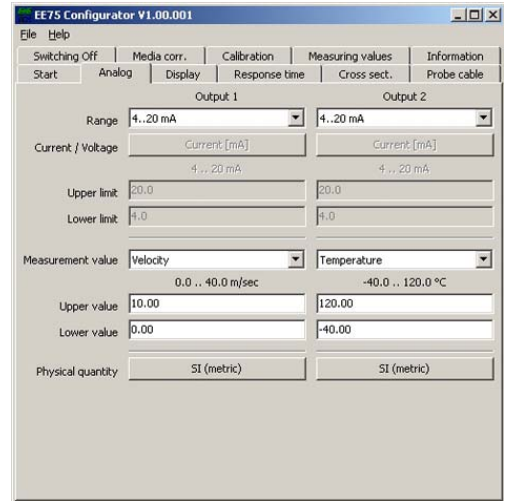 EE75 Configurator V1.00.001
File Help
Switching Off Media corr. Calibration Measuring values Information
Start Analog Display Response time Cross sect. Probe cable
Output 1 Output 2
Range 4..20 mA 4..20 mA
Current / Voltage Current [mA] Current [mA]
4 .. 20 mA 4 .. 20 mA
Upper limit 20.0 20.0
Lower limit 4.0 4.0
Measurement value Velocity Temperature
0.0 .. 40.0 m/sec -40.0 .. 120.0 °C
Upper value 10.00 120.00
Lower value 0.00 -40.00
Physical quantity SI (metric) SI (metric)